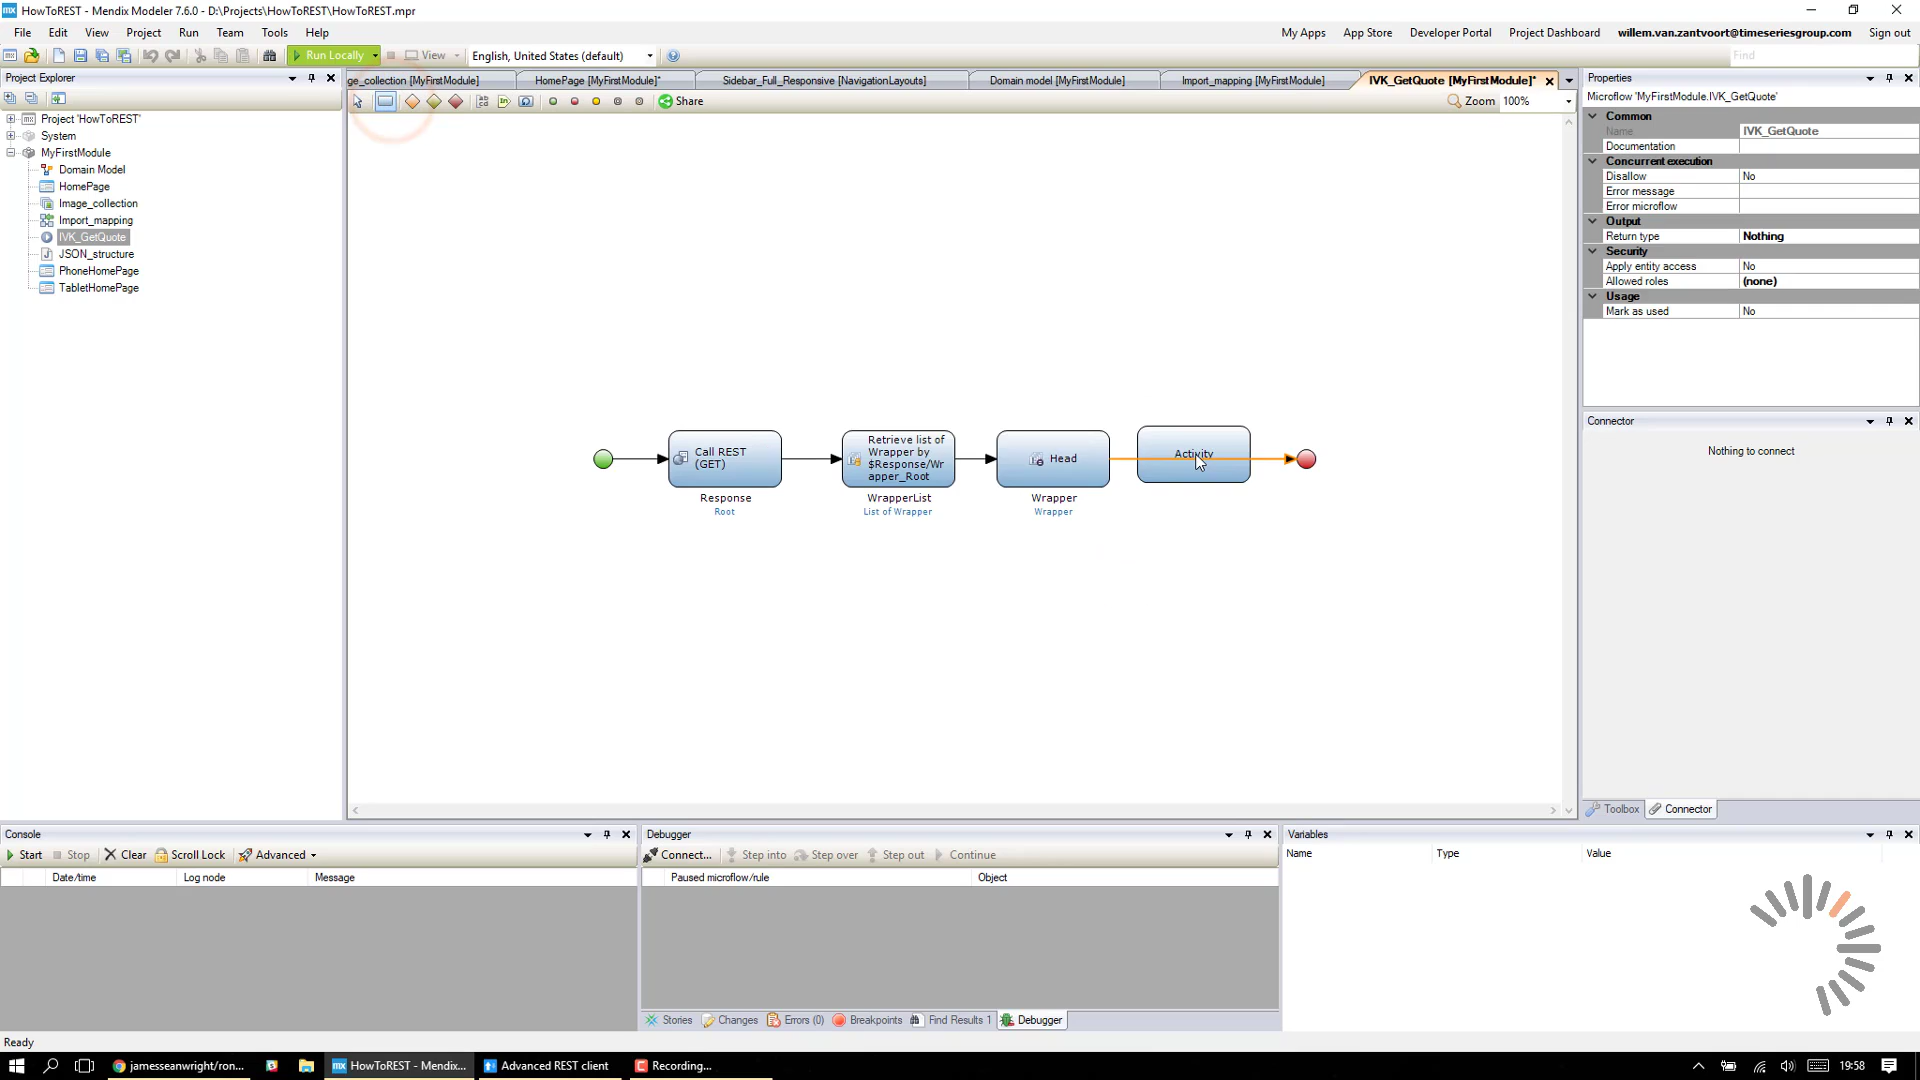 HowToREST - Mendix Modeler 7.6.0 - D:\Projects\HowToREST\HowToREST.mpr
File Edit View Project Run Team Tools Help
My Apps App Store Developer Portal Project Dashboard willem.van.zantvoort@timeseriesgroup.com Sign out
Run Locally View English, United States (default) Find
Project Explorer
ge_collection [MyFirstModule] HomePage [MyFirstModule]* Sidebar_Full_Responsive [NavigationLayouts] Domain model [MyFirstModule] Import_mapping [MyFirstModule] IVK_GetQuote [MyFirstModule]*
Share Zoom 100%
Project 'HowToREST'
System
MyFirstModule
Domain Model
HomePage
Image_collection
Import_mapping
IVK_GetQuote
JSON_structure
PhoneHomePage
TabletHomePage
Call REST
(GET)
Response
Root
Retrieve list of
Wrapper by
$Response/Wr
apper_Root
WrapperList
List of Wrapper
Head
Wrapper
Wrapper
Activity
Properties
Microflow 'MyFirstModule.IVK_GetQuote'
Common
Name IVK_GetQuote
Documentation
Concurrent execution
Disallow No
Error message
Error microflow
Output
Return type Nothing
Security
Apply entity access No
Allowed roles (none)
Usage
Mark as used No
Connector
Nothing to connect
Toolbox Connector
Console
Start Stop Clear Scroll Lock Advanced
Date/time Log node Message
Debugger
Connect... Step into Step over Step out Continue
Paused microflow/rule Object
Stories Changes Errors (0) Breakpoints Find Results 1 Debugger
Variables
Name Type Value
Ready
jamesseanwright/ron... HowToREST - Mendix... Advanced REST client Recording... 19:58